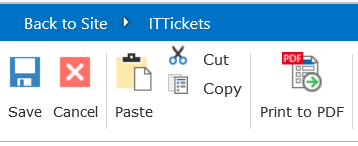 Back to Site ITTickets
Cut
Copy
PDF
Save Cancel Paste Print to PDF